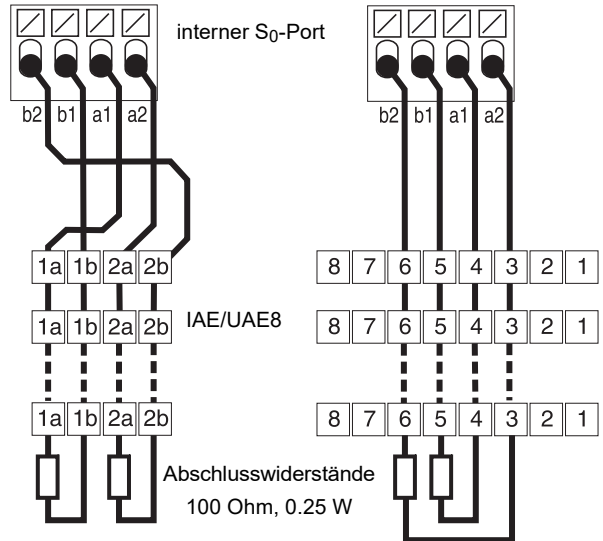 interner S0-Port
b2 b1 a1 a2
b2 b1 a1 a2
1a 1b 2a 2b
8 7 6 5 4 3 2 1
1a 1b 2a 2b
IAE/UAE8
8 7 6 5 4 3 2 1
1a 1b 2a 2b
8 7 6 5 4 3 2 1
Abschlusswiderstände
100 Ohm, 0.25 W